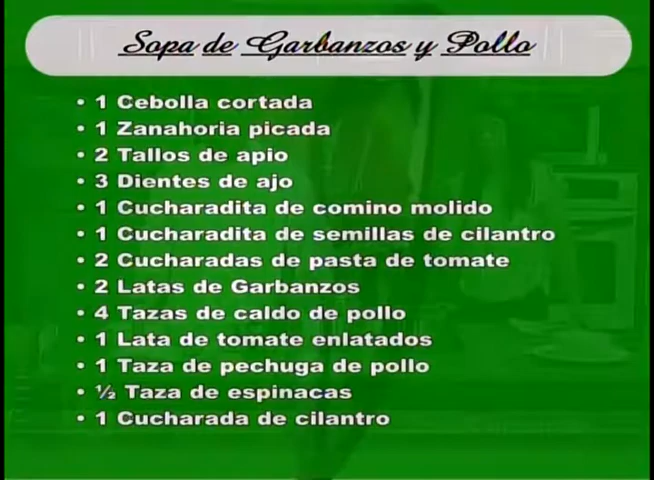 Sopa de Garbanzos y Pollo
• 1 Cebolla cortada
• 1 Zanahoria picada
• 2 Tallos de apio
• 3 Dientes de ajo
• 1 Cucharadita de comino molido
• 1 Cucharadita de semillas de cilantro
• 2 Cucharadas de pasta de tomate
• 2 Latas de Garbanzos
• 4 Tazas de caldo de pollo
• 1 Lata de tomate enlatados
• 1 Taza de pechuga de pollo
• ½ Taza de espinacas
• 1 Cucharada de cilantro